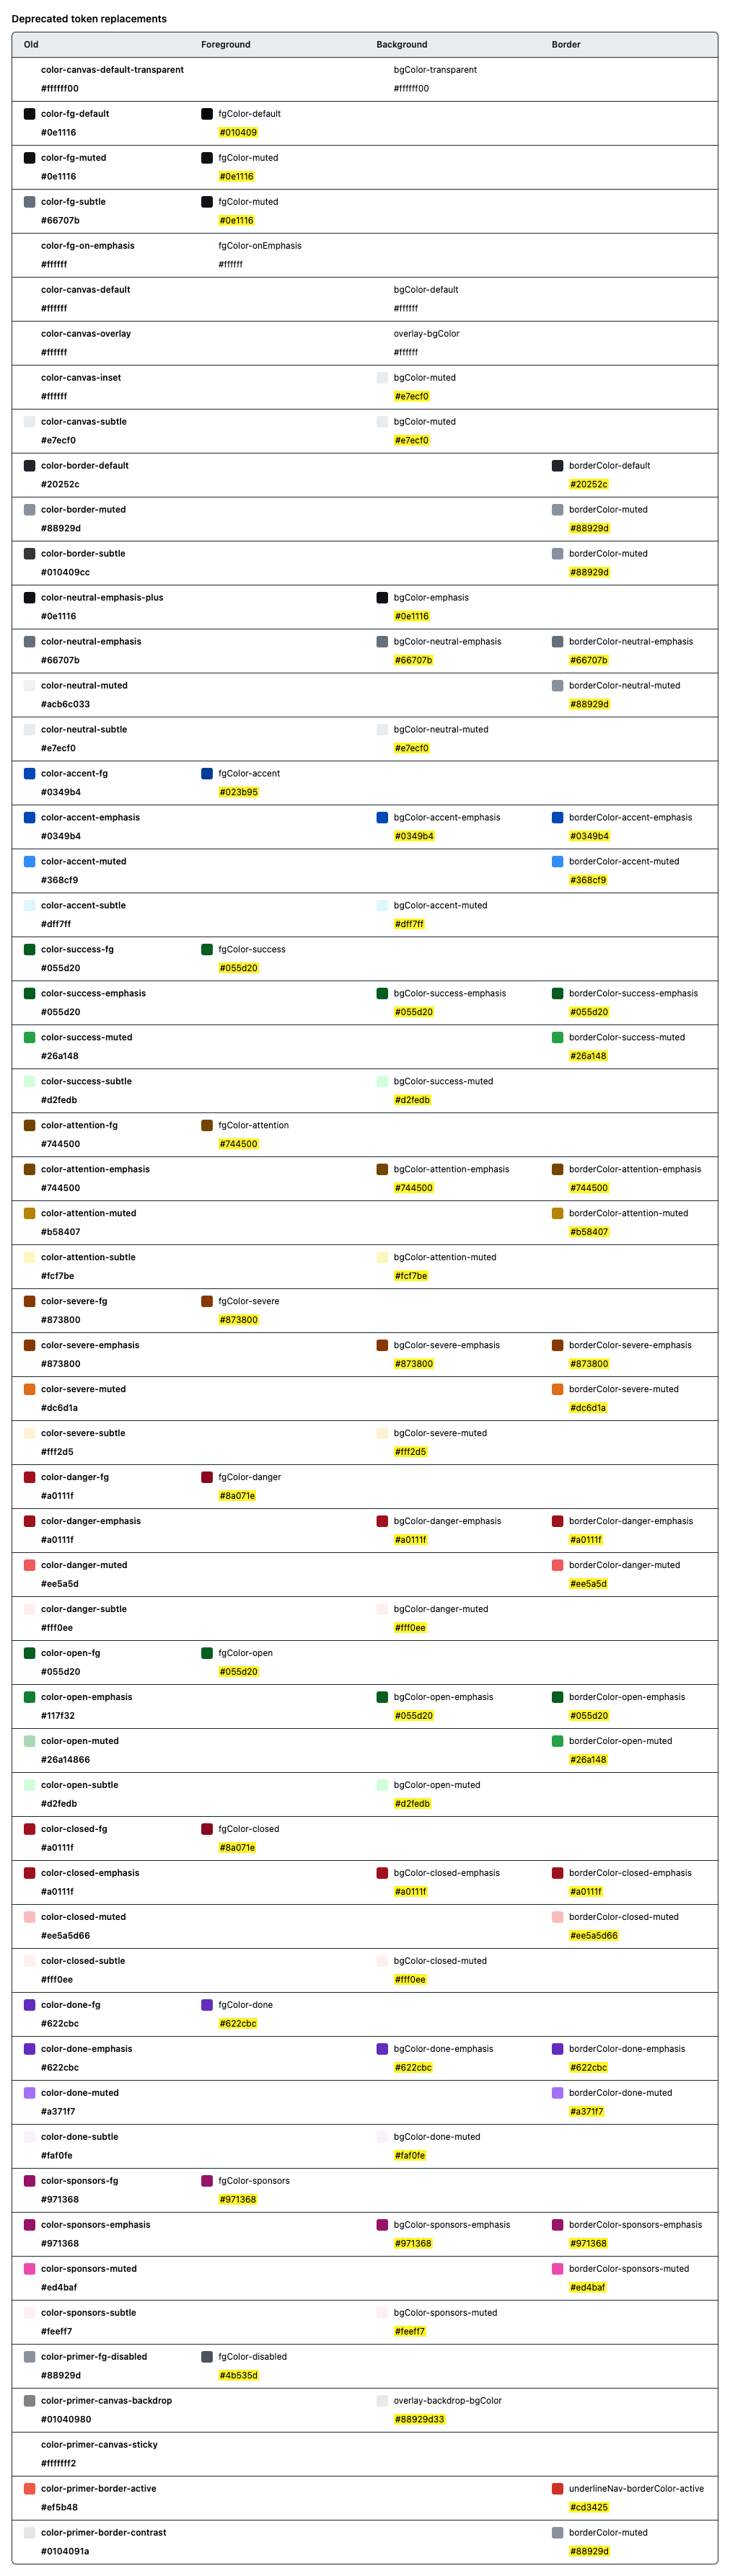 Deprecated token replacements
Old Foreground Background Border
color-canvas-default-transparent bgColor-transparent
#ffffff00 #ffffff00
color-fg-default fgColor-default
#0e1116 #010409
color-fg-muted fgColor-muted
#0e1116 #0e1116
color-fg-subtle fgColor-muted
#66707b #0e1116
color-fg-on-emphasis fgColor-onEmphasis
#ffffff #ffffff
color-canvas-default bgColor-default
#ffffff #ffffff
color-canvas-overlay overlay-bgColor
#ffffff #ffffff
color-canvas-inset bgColor-muted
#ffffff #e7ecf0
color-canvas-subtle bgColor-muted
#e7ecf0 #e7ecf0
color-border-default borderColor-default
#20252c #20252c
color-border-muted borderColor-muted
#88929d #88929d
color-border-subtle borderColor-muted
#010409cc #88929d
color-neutral-emphasis-plus bgColor-emphasis
#0e1116 #0e1116
color-neutral-emphasis bgColor-neutral-emphasis borderColor-neutral-emphasis
#66707b #66707b #66707b
color-neutral-muted borderColor-neutral-muted
#acb6c033 #88929d
color-neutral-subtle bgColor-neutral-muted
#e7ecf0 #e7ecf0
color-accent-fg fgColor-accent
#0349b4 #023b95
color-accent-emphasis bgColor-accent-emphasis borderColor-accent-emphasis
#0349b4 #0349b4 #0349b4
color-accent-muted borderColor-accent-muted
#368cf9 #368cf9
color-accent-subtle bgColor-accent-muted
#dff7ff #dff7ff
color-success-fg fgColor-success
#055d20 #055d20
color-success-emphasis bgColor-success-emphasis borderColor-success-emphasis
#055d20 #055d20 #055d20
color-success-muted borderColor-success-muted
#26a148 #26a148
color-success-subtle bgColor-success-muted
#d2fedb #d2fedb
color-attention-fg fgColor-attention
#744500 #744500
color-attention-emphasis bgColor-attention-emphasis borderColor-attention-emphasis
#744500 #744500 #744500
color-attention-muted borderColor-attention-muted
#b58407 #b58407
color-attention-subtle bgColor-attention-muted
#fcf7be #fcf7be
color-severe-fg fgColor-severe
#873800 #873800
color-severe-emphasis bgColor-severe-emphasis borderColor-severe-emphasis
#873800 #873800 #873800
color-severe-muted borderColor-severe-muted
#dc6d1a #dc6d1a
color-severe-subtle bgColor-severe-muted
#fff2d5 #fff2d5
color-danger-fg fgColor-danger
#a0111f #8a071e
color-danger-emphasis bgColor-danger-emphasis borderColor-danger-emphasis
#a0111f #a0111f #a0111f
color-danger-muted borderColor-danger-muted
#ee5a5d #ee5a5d
color-danger-subtle bgColor-danger-muted
#fff0ee #fff0ee
color-open-fg fgColor-open
#055d20 #055d20
color-open-emphasis bgColor-open-emphasis borderColor-open-emphasis
#117f32 #055d20 #055d20
color-open-muted borderColor-open-muted
#26a14866 #26a148
color-open-subtle bgColor-open-muted
#d2fedb #d2fedb
color-closed-fg fgColor-closed
#a0111f #8a071e
color-closed-emphasis bgColor-closed-emphasis borderColor-closed-emphasis
#a0111f #a0111f #a0111f
color-closed-muted borderColor-closed-muted
#ee5a5d66 #ee5a5d66
color-closed-subtle bgColor-closed-muted
#fff0ee #fff0ee
color-done-fg fgColor-done
#622cbc #622cbc
color-done-emphasis bgColor-done-emphasis borderColor-done-emphasis
#622cbc #622cbc #622cbc
color-done-muted borderColor-done-muted
#a371f7 #a371f7
color-done-subtle bgColor-done-muted
#faf0fe #faf0fe
color-sponsors-fg fgColor-sponsors
#971368 #971368
color-sponsors-emphasis bgColor-sponsors-emphasis borderColor-sponsors-emphasis
#971368 #971368 #971368
color-sponsors-muted borderColor-sponsors-muted
#ed4baf #ed4baf
color-sponsors-subtle bgColor-sponsors-muted
#feeff7 #feeff7
color-primer-fg-disabled fgColor-disabled
#88929d #4b535d
color-primer-canvas-backdrop overlay-backdrop-bgColor
#01040980 #88929d33
color-primer-canvas-sticky
#fffffff2
color-primer-border-active underlineNav-borderColor-active
#ef5b48 #cd3425
color-primer-border-contrast borderColor-muted
#0104091a #88929d